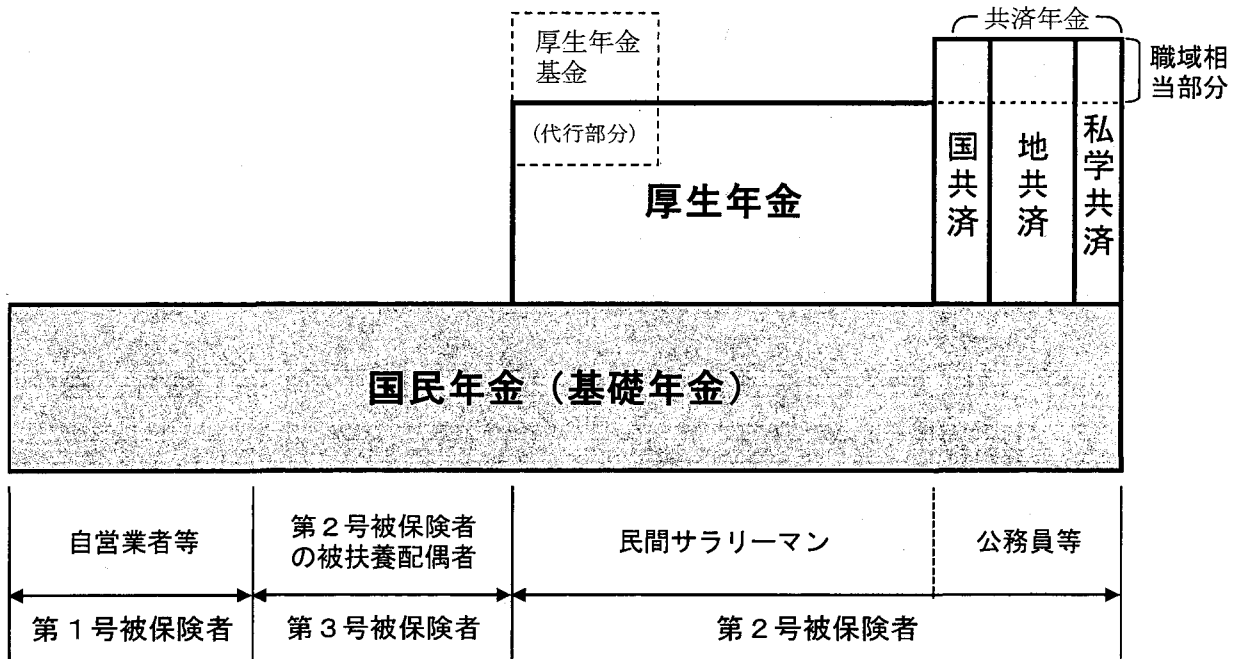 共済年金
厚生年金
基金
職域相
当部分
(代行部分)
厚生年金
国共済
地共済
私学共済
国民年金（基礎年金）
自営業者等
第２号被保険者
の被扶養配偶者
民間サラリーマン
公務員等
第１号被保険者
第３号被保険者
第２号被保険者